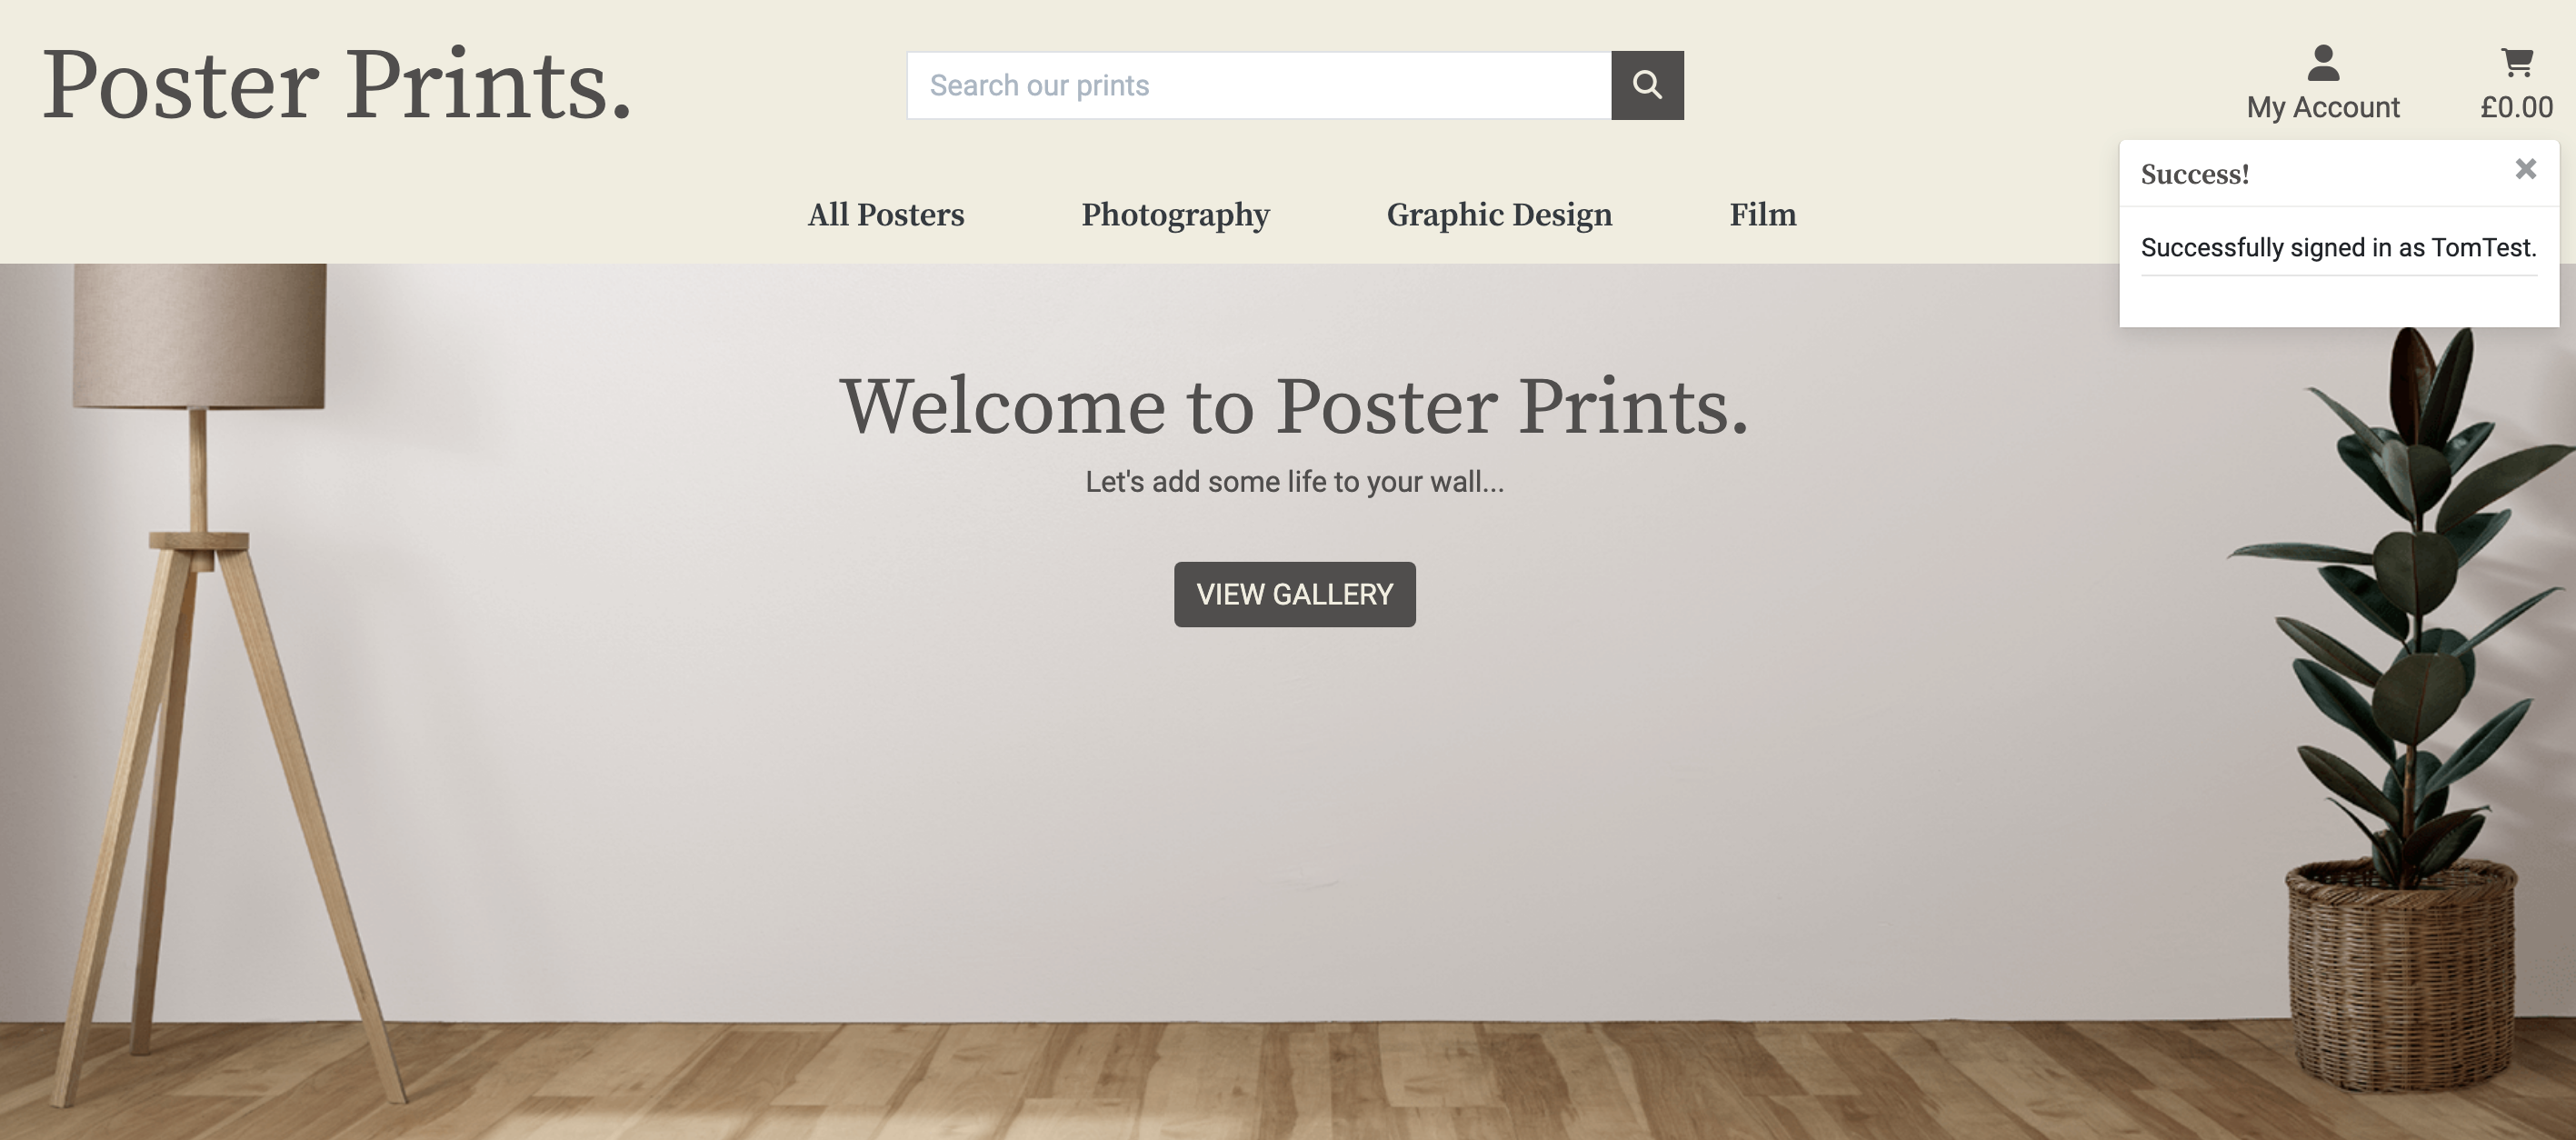 Poster Prints.
Search our prints
My Account
£0.00
All Posters
Photography
Graphic Design
Film
Success!
Successfully signed in as TomTest.
Welcome to Poster Prints.
Let's add some life to your wall...
VIEW GALLERY